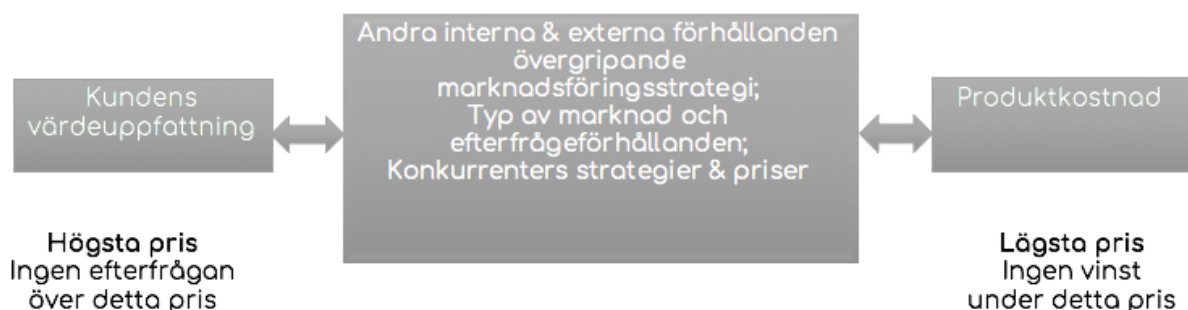 Kundens
värdeuppfattning
Andra interna & externa förhållanden
övergripande
marknadsföringsstrategi;
Typ av marknad och
efterfrågeförhållanden;
Konkurrenters strategier & priser
Produktkostnad
Högsta pris
Ingen efterfrågan
över detta pris
Lägsta pris
Ingen vinst
under detta pris